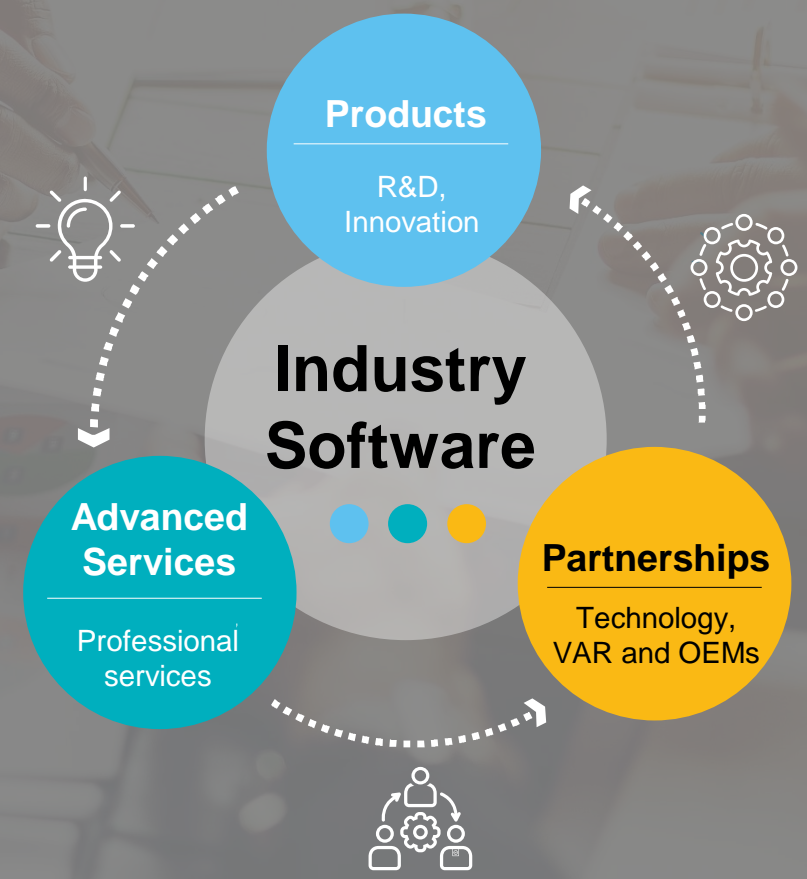 Products
R&D,
Innovation
Industry
Software
Advanced
Services
Professional
services
Partnerships
Technology,
VAR and OEMs